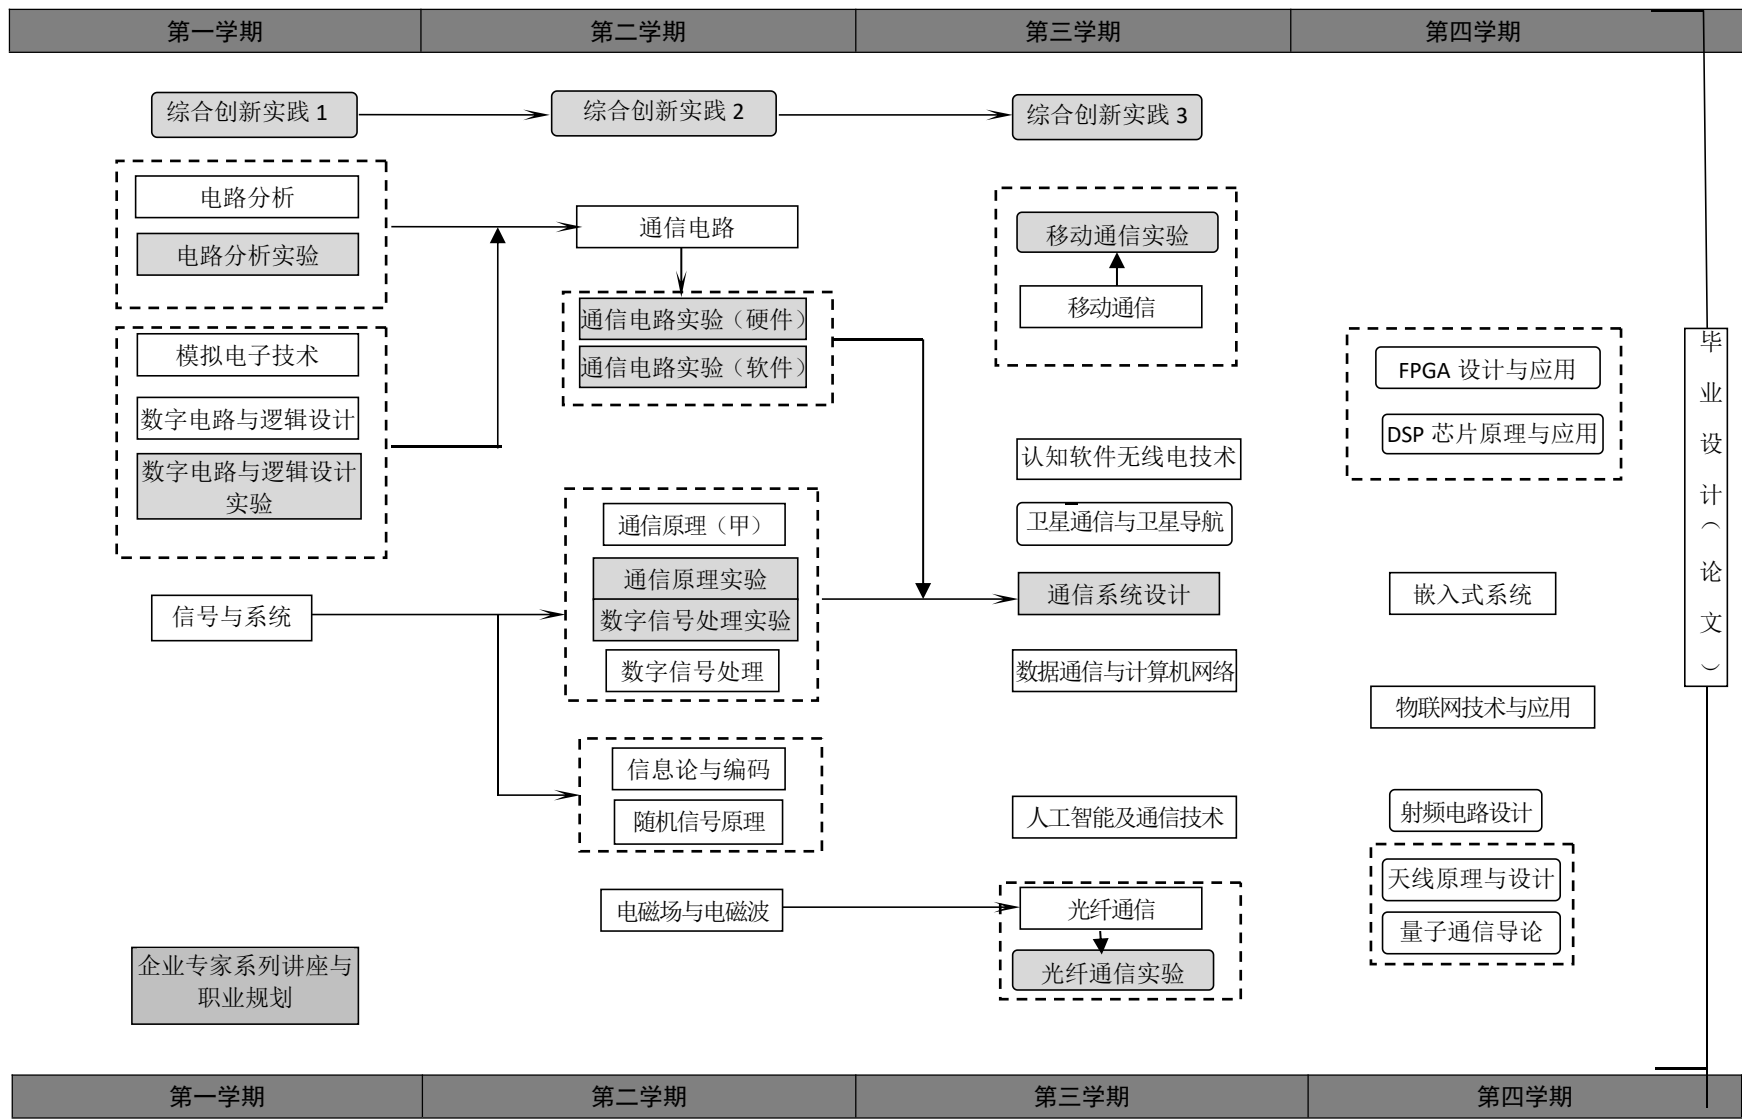 第一学期
第二学期
第三学期
第四学期
综合创新实践 1
综合创新实践 2
综合创新实践 3
电路分析
电路分析实验
模拟电子技术
数字电路与逻辑设计
数字电路与逻辑设计
实验
信号与系统
企业专家系列讲座与
职业规划
通信电路
通信电路实验（硬件）
通信电路实验（软件）
通信原理（甲）
通信原理实验
数字信号处理实验
数字信号处理
信息论与编码
随机信号原理
电磁场与电磁波
移动通信实验
移动通信
认知软件无线电技术
卫星通信与卫星导航
通信系统设计
数据通信与计算机网络
人工智能及通信技术
光纤通信
光纤通信实验
FPGA 设计与应用
DSP 芯片原理与应用
嵌入式系统
物联网技术与应用
射频电路设计
天线原理与设计
量子通信导论
毕业设计（论文）
第一学期
第二学期
第三学期
第四学期